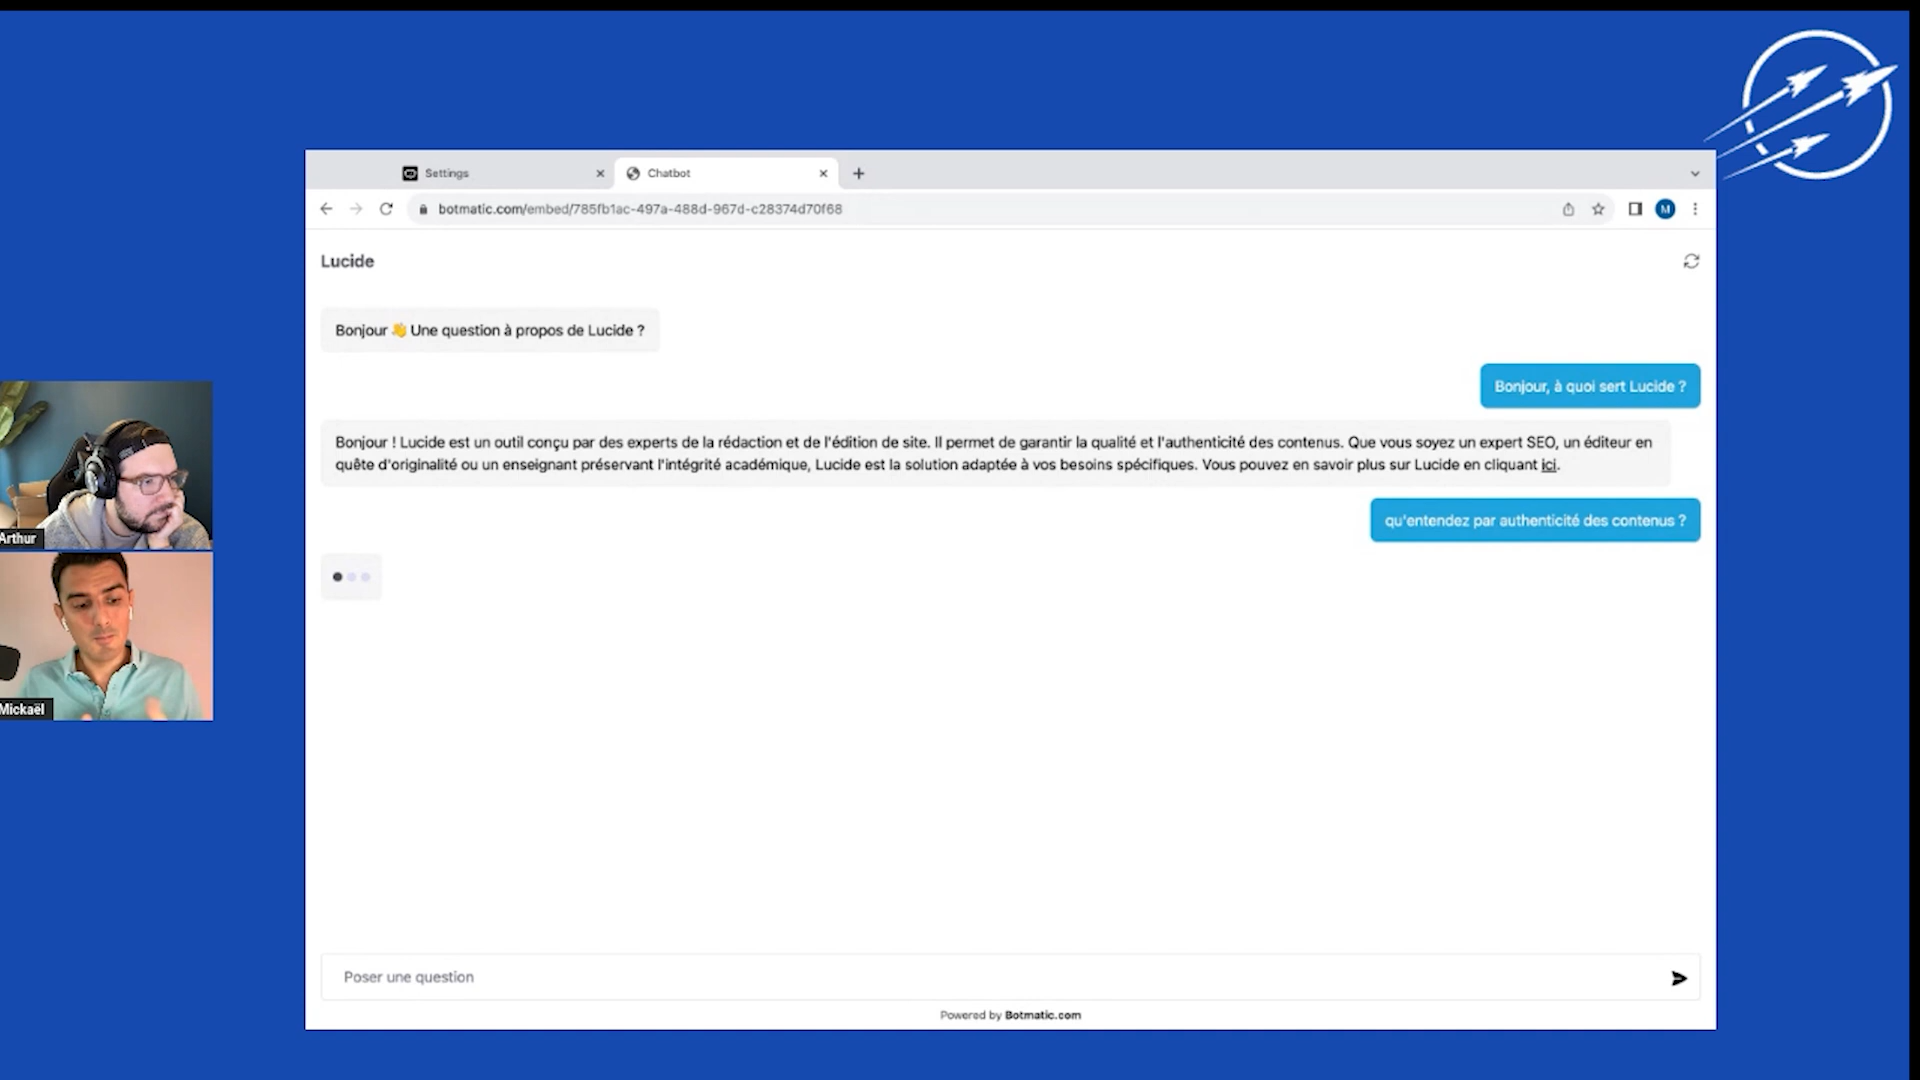 Settings
Chatbot
botmatic.com/embed/785fb1ac-497a-488d-967d-c28374d70f68
M
Lucide
Bonjour 👋 Une question à propos de Lucide ?
Bonjour, à quoi sert Lucide ?
Bonjour ! Lucide est un outil conçu par des experts de la rédaction et de l'édition de site. Il permet de garantir la qualité et l'authenticité des contenus. Que vous soyez un expert SEO, un éditeur en
quête d'originalité ou un enseignant préservant l'intégrité académique, Lucide est la solution adaptée à vos besoins spécifiques. Vous pouvez en savoir plus sur Lucide en cliquant ici.
qu'entendez par authenticité des contenus ?
Arthur
Mickaël
Poser une question
Powered by Botmatic.com